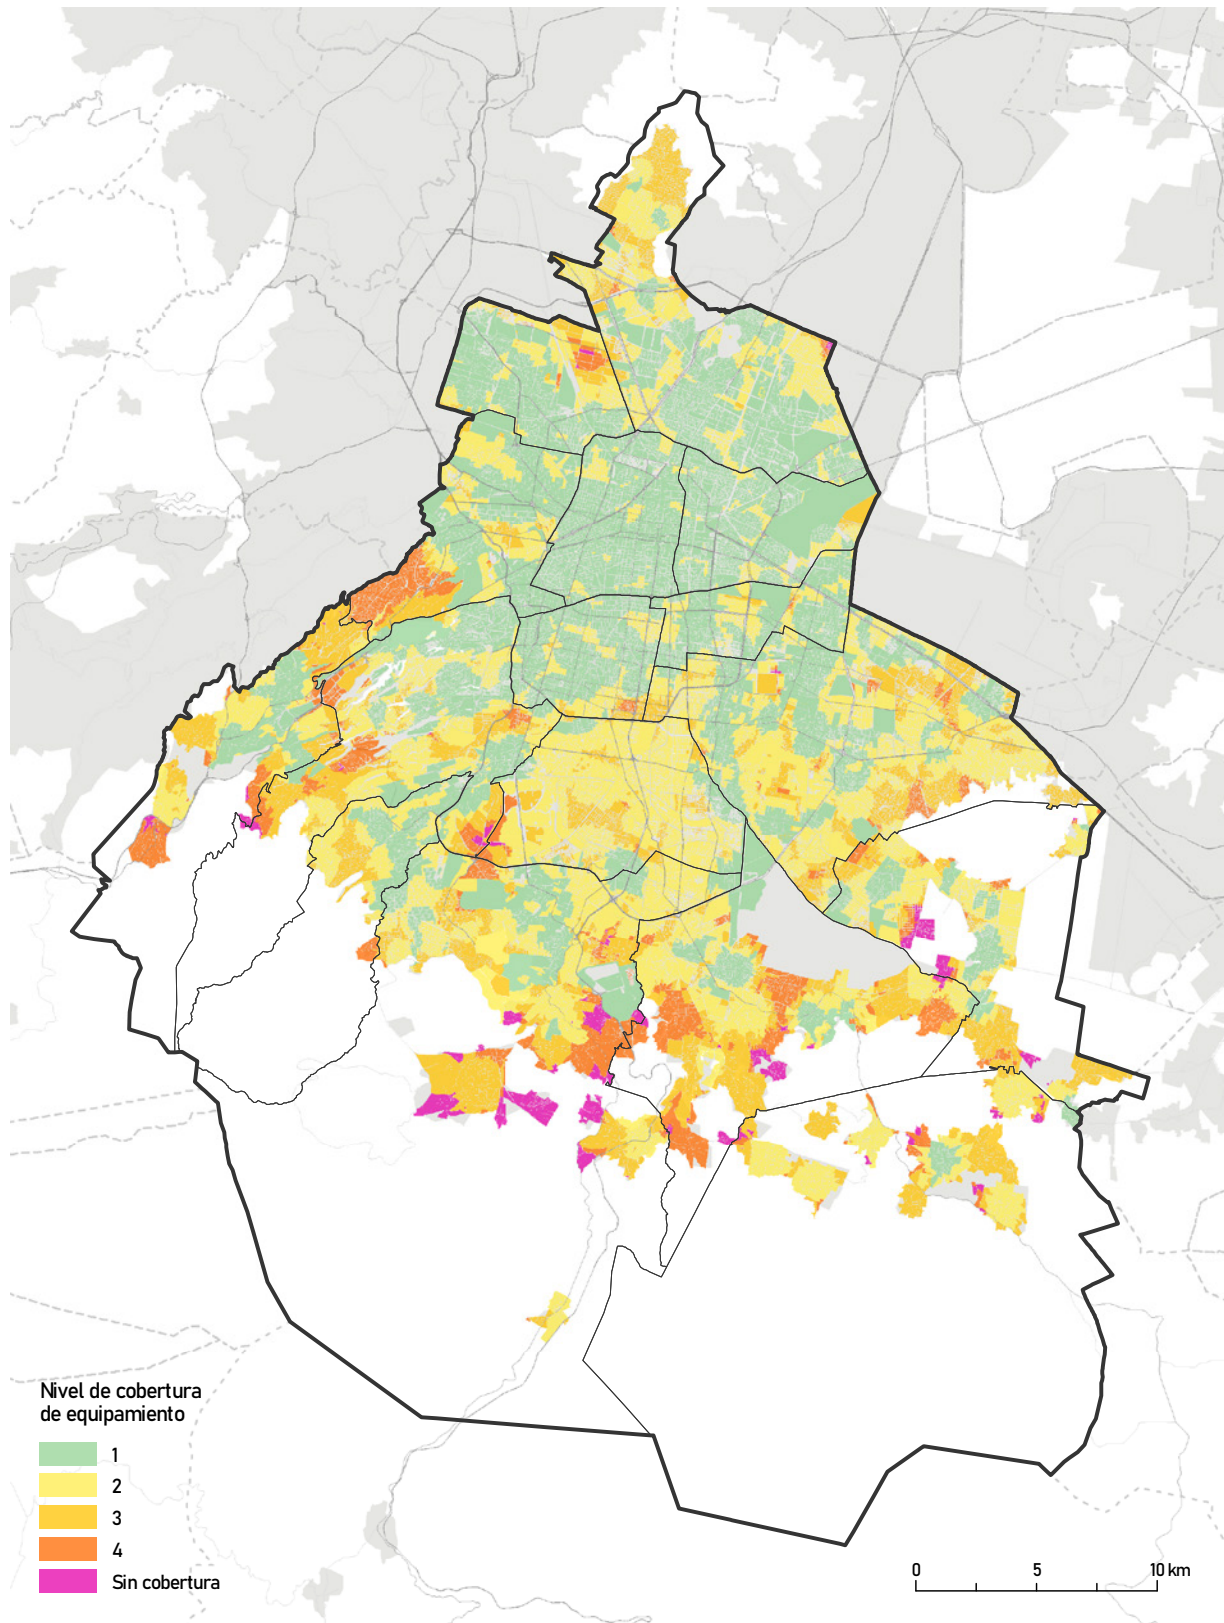 Nivel de cobertura
de equipamiento
1
2
3
4
Sin cobertura
0 5 10 km